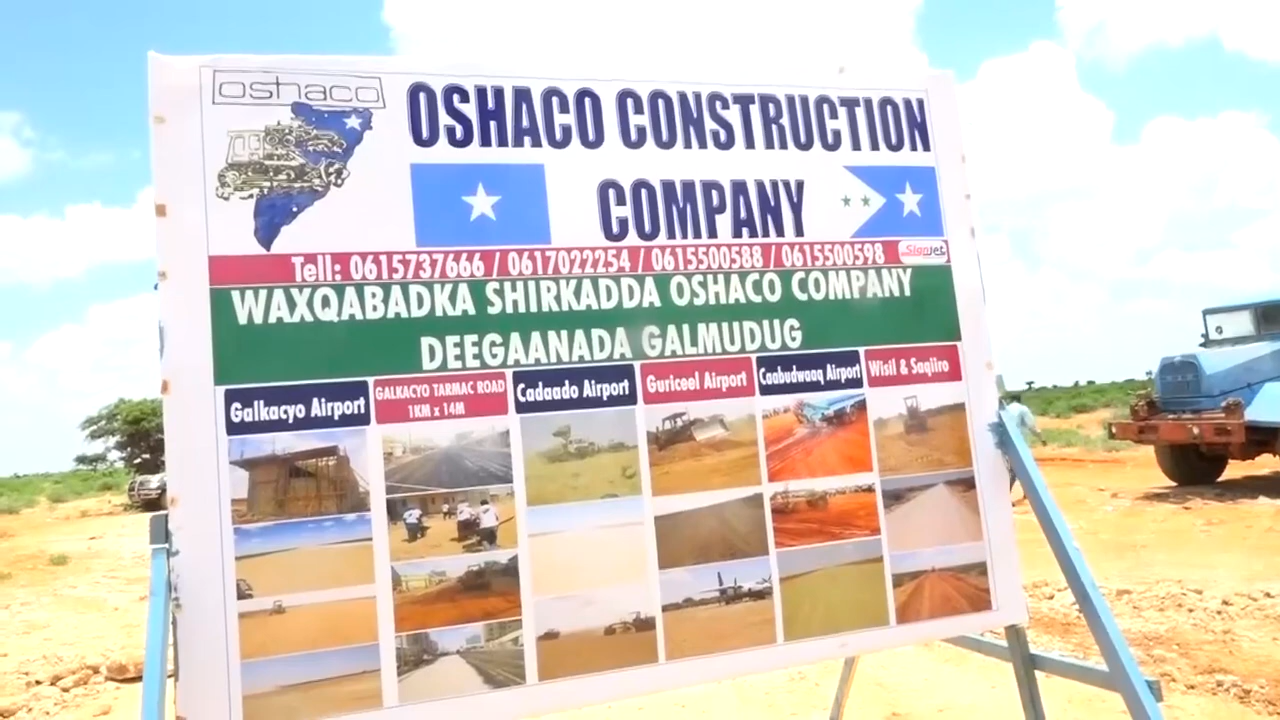 oshaco
OSHACO CONSTRUCTION
COMPANY
Tell: 0615737666 / 0617022254 / 0615500588 / 0615500598
Signjet
WAXQABADKA SHIRKADDA OSHACO COMPANY
DEEGAANADA GALMUDUG
Galkacyo Airport
GALKACYO TARMAC ROAD
1KM x 14M
Cadaado Airport
Guriceel Airport
Caabudwaaq Airport
Wisil & Saqiiro